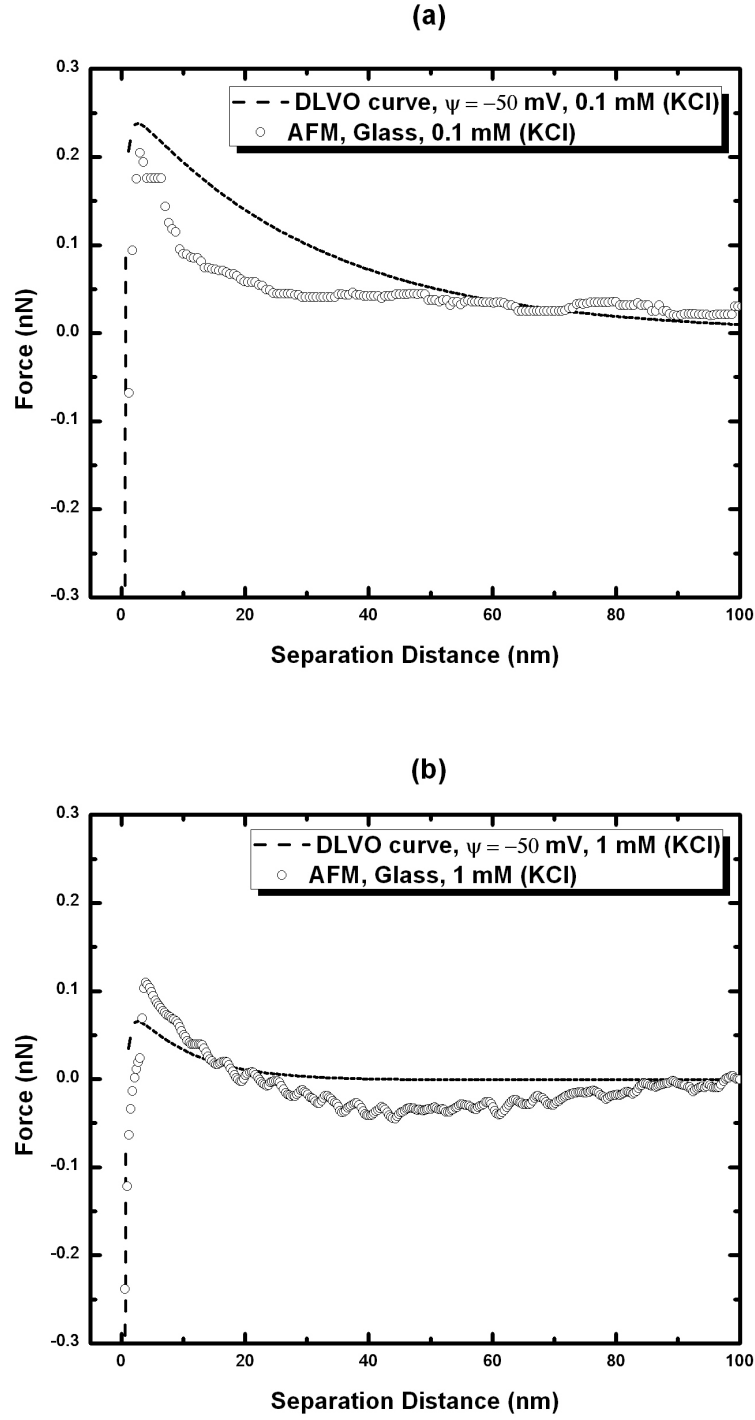 (a)
0.3
0.2
0.1
0.0
-0.1
-0.2
-0.3
Force (nN)
DLVO curve, ψ = −50 mV, 0.1 mM (KCl)
AFM, Glass, 0.1 mM (KCl)
0 20 40 60 80 100
Separation Distance (nm)
(b)
0.3
0.2
0.1
0.0
-0.1
-0.2
-0.3
Force (nN)
DLVO curve, ψ = −50 mV, 1 mM (KCl)
AFM, Glass, 1 mM (KCl)
0 20 40 60 80 100
Separation Distance (nm)